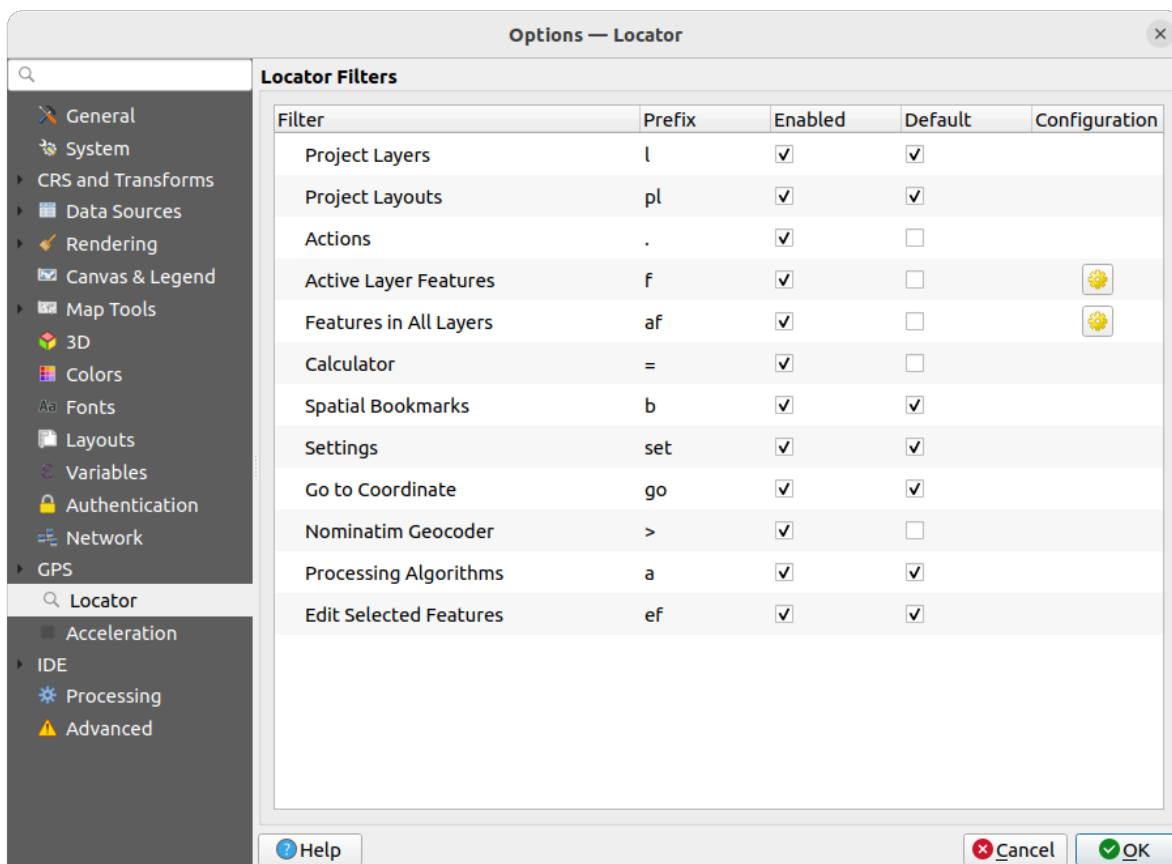 Options — Locator
Locator Filters
General
System
CRS and Transforms
Data Sources
Rendering
Canvas & Legend
Map Tools
3D
Colors
Aa Fonts
Layouts
ε Variables
Authentication
Network
GPS
Locator
Acceleration
IDE
Processing
Advanced
Filter Prefix Enabled Default Configuration
Project Layers l
Project Layouts pl
Actions .
Active Layer Features f
Features in All Layers af
Calculator =
Spatial Bookmarks b
Settings set
Go to Coordinate go
Nominatim Geocoder >
Processing Algorithms a
Edit Selected Features ef
? Help Cancel OK